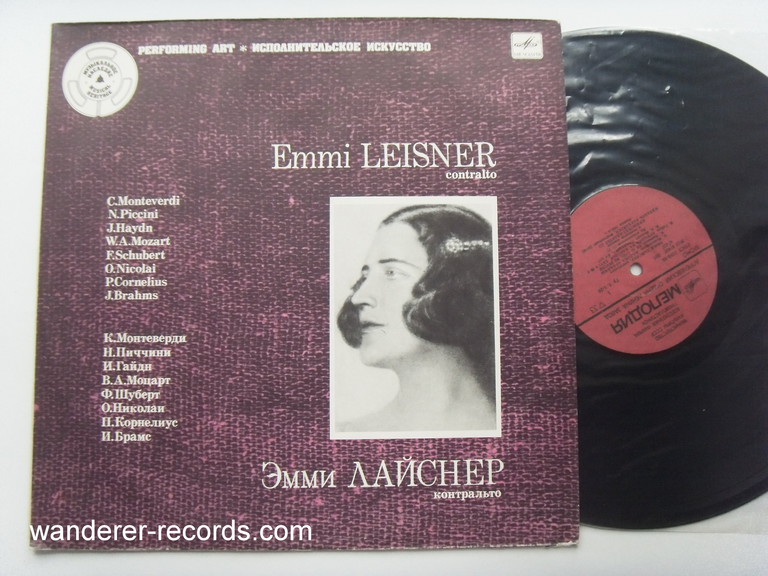 PERFORMING ART * ИСПОЛНИТЕЛЬСКОЕ ИСКУССТВО
Emmi LEISNER
contralto
C.Monteverdi
N.Piccini
J.Haydn
W.A.Mozart
F.Schubert
O.Nicolai
P.Cornelius
J.Brahms
К.Монтеверди
Н.Пиччини
И.Гайдн
В.А.Моцарт
Ф.Шуберт
О.Николаи
П.Корнелиус
И.Брамс
Эмми ЛАЙСНЕР
контральто
МЕЛОДИЯ
wanderer-records.com